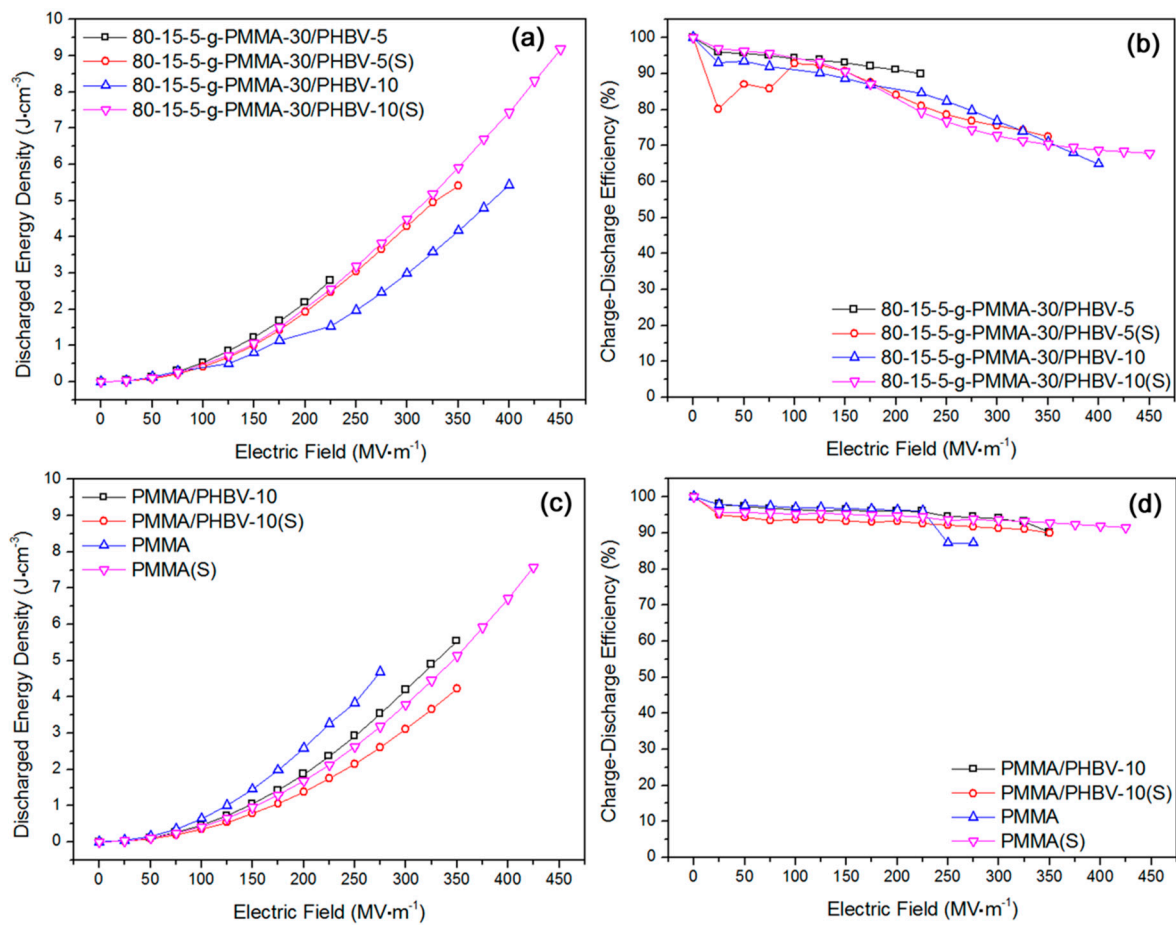 (a)
10
9
8
7
6
5
4
3
2
1
0
Discharged Energy Density (J·cm⁻³)
80-15-5-g-PMMA-30/PHBV-5
80-15-5-g-PMMA-30/PHBV-5(S)
80-15-5-g-PMMA-30/PHBV-10
80-15-5-g-PMMA-30/PHBV-10(S)
0 50 100 150 200 250 300 350 400 450
Electric Field (MV·m⁻¹)
(b)
100
90
80
70
60
50
40
30
20
10
0
Charge-Discharge Efficiency (%)
80-15-5-g-PMMA-30/PHBV-5
80-15-5-g-PMMA-30/PHBV-5(S)
80-15-5-g-PMMA-30/PHBV-10
80-15-5-g-PMMA-30/PHBV-10(S)
0 50 100 150 200 250 300 350 400 450
Electric Field (MV·m⁻¹)
(c)
10
9
8
7
6
5
4
3
2
1
0
Discharged Energy Density (J·cm⁻³)
PMMA/PHBV-10
PMMA/PHBV-10(S)
PMMA
PMMA(S)
0 50 100 150 200 250 300 350 400 450
Electric Field (MV·m⁻¹)
(d)
100
90
80
70
60
50
40
30
20
10
0
Charge-Discharge Efficiency (%)
PMMA/PHBV-10
PMMA/PHBV-10(S)
PMMA
PMMA(S)
0 50 100 150 200 250 300 350 400 450
Electric Field (MV·m⁻¹)